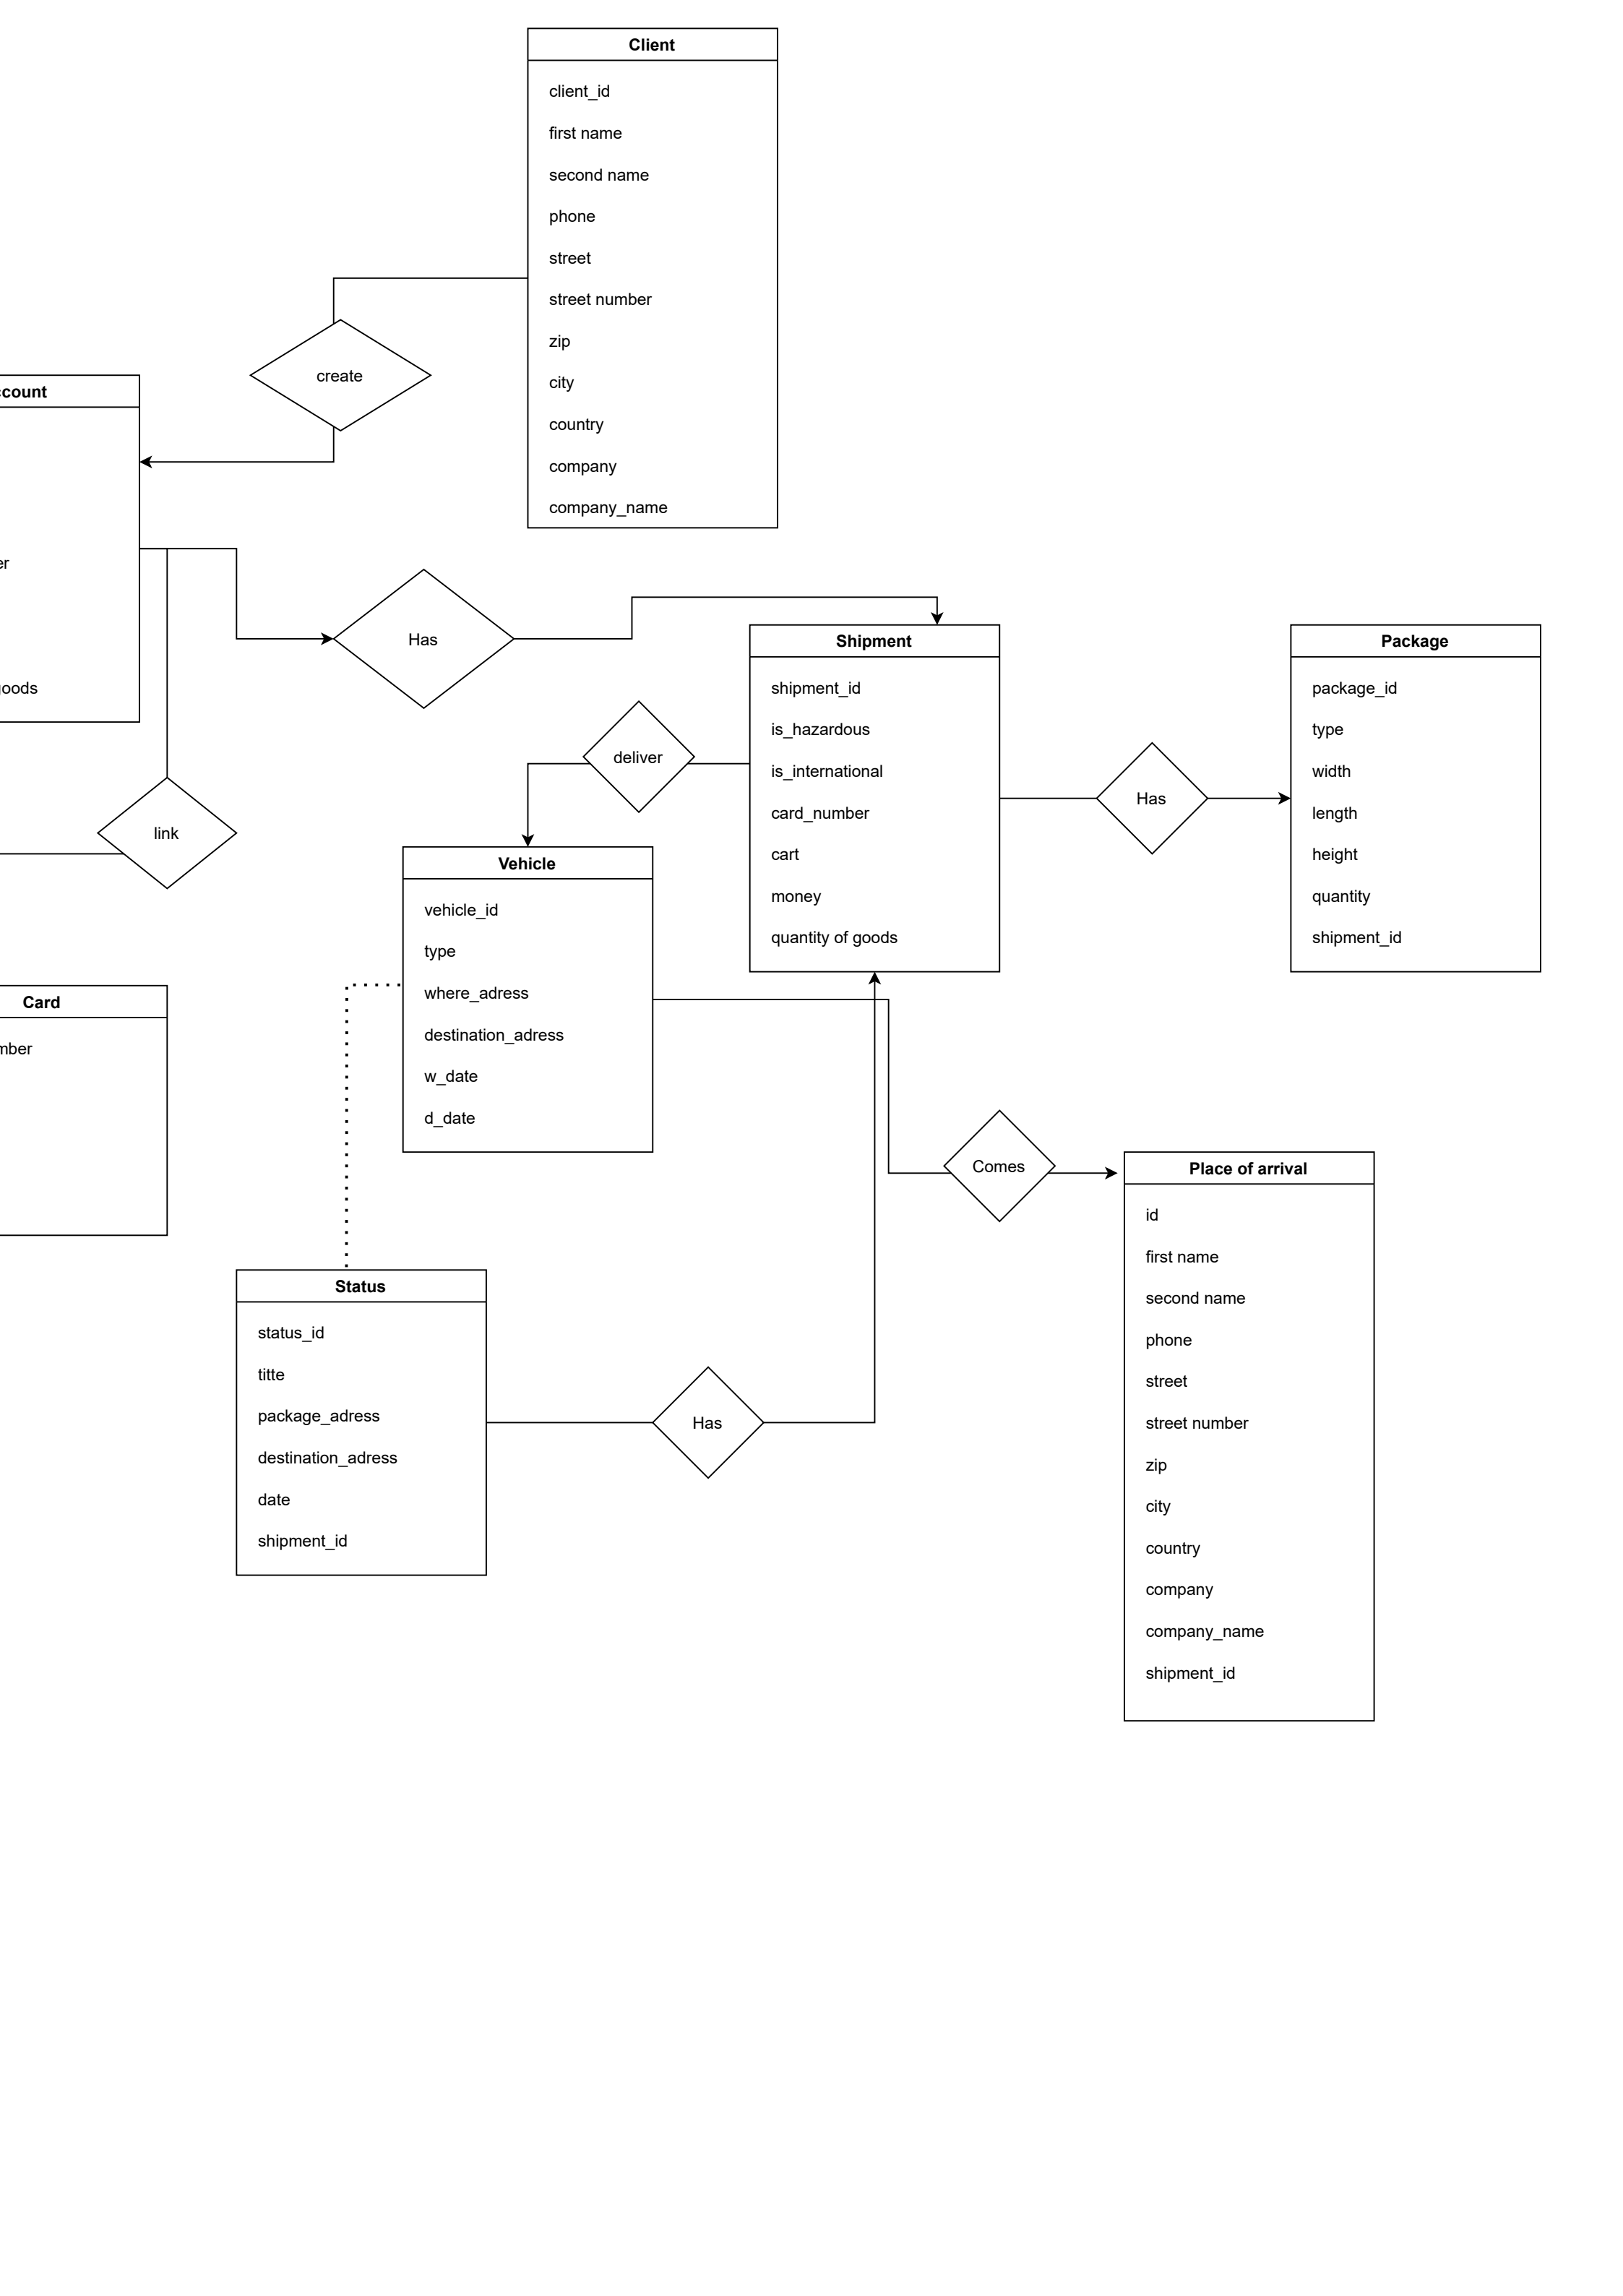 Client
client_id
first name
second name
phone
street
street number
zip
city
country
company
company_name
create
ccount
er
goods
Has
link
deliver
Shipment
shipment_id
is_hazardous
is_international
card_number
cart
money
quantity of goods
Has
Package
package_id
type
width
length
height
quantity
shipment_id
Vehicle
vehicle_id
type
where_adress
destination_adress
w_date
d_date
Card
mber
Comes
Place of arrival
id
first name
second name
phone
street
street number
zip
city
country
company
company_name
shipment_id
Status
status_id
titte
package_adress
destination_adress
date
shipment_id
Has